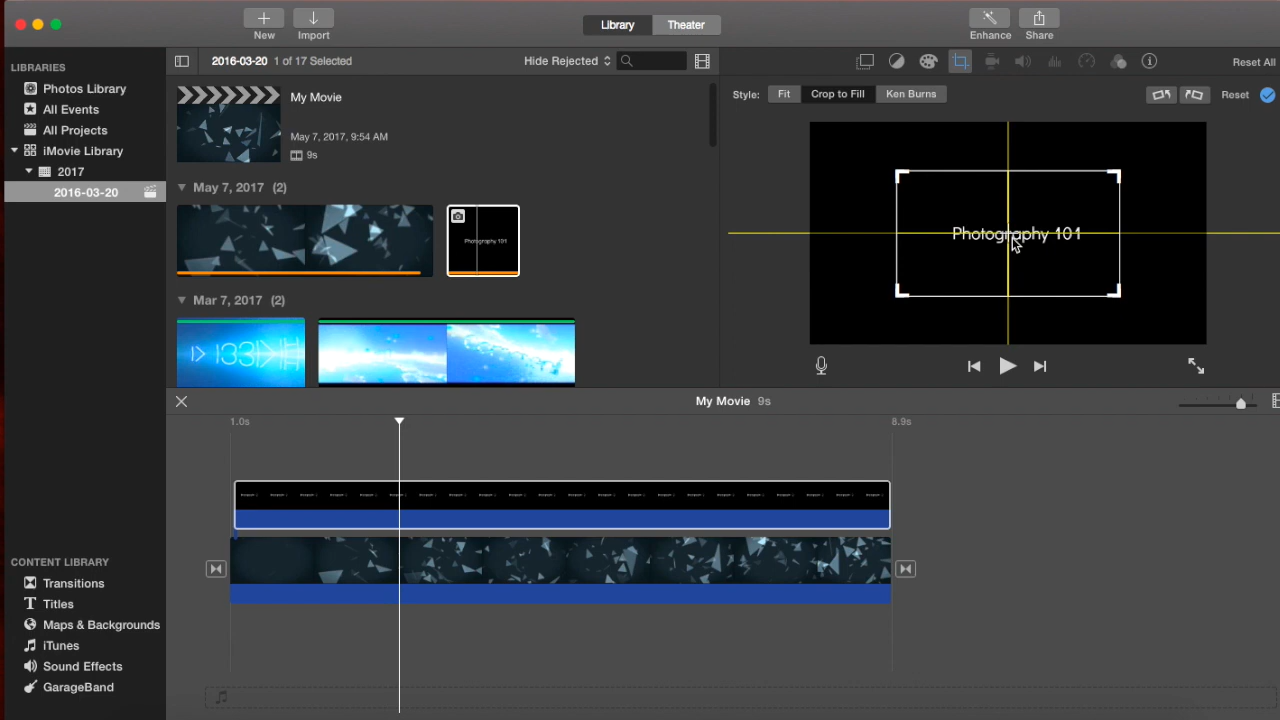 New
Import
Library
Theater
Enhance
Share
LIBRARIES
Photos Library
All Events
All Projects
iMovie Library
2017
2016-03-20
2016-03-20 1 of 17 Selected
Hide Rejected
Reset All
My Movie
May 7, 2017, 9:54 AM
9s
May 7, 2017 (2)
Photography 101
Mar 7, 2017 (2)
Style:
Fit
Crop to Fill
Ken Burns
Reset
Photography 101
My Movie 9s
1.0s
8.9s
CONTENT LIBRARY
Transitions
Titles
Maps & Backgrounds
iTunes
Sound Effects
GarageBand